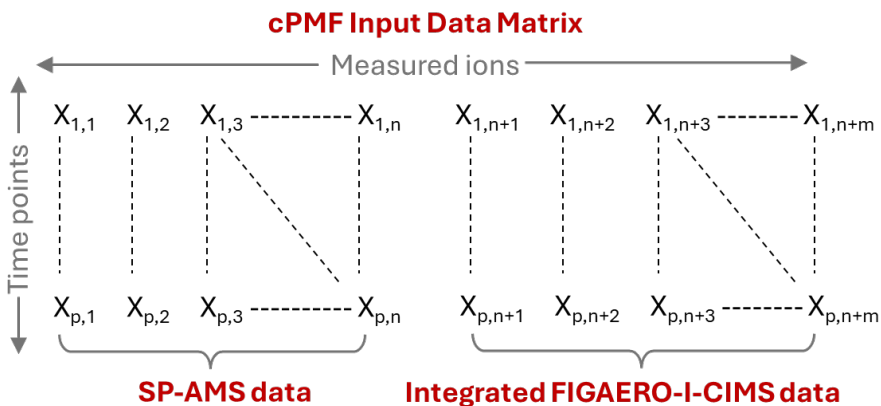 cPMF Input Data Matrix
Measured ions
Time points
X1,1 X1,2 X1,3 X1,n X1,n+1 X1,n+2 X1,n+3 X1,n+m
Xp,1 Xp,2 Xp,3 Xp,n Xp,n+1 Xp,n+2 Xp,n+3 Xp,n+m
SP-AMS data Integrated FIGAERO-I-CIMS data